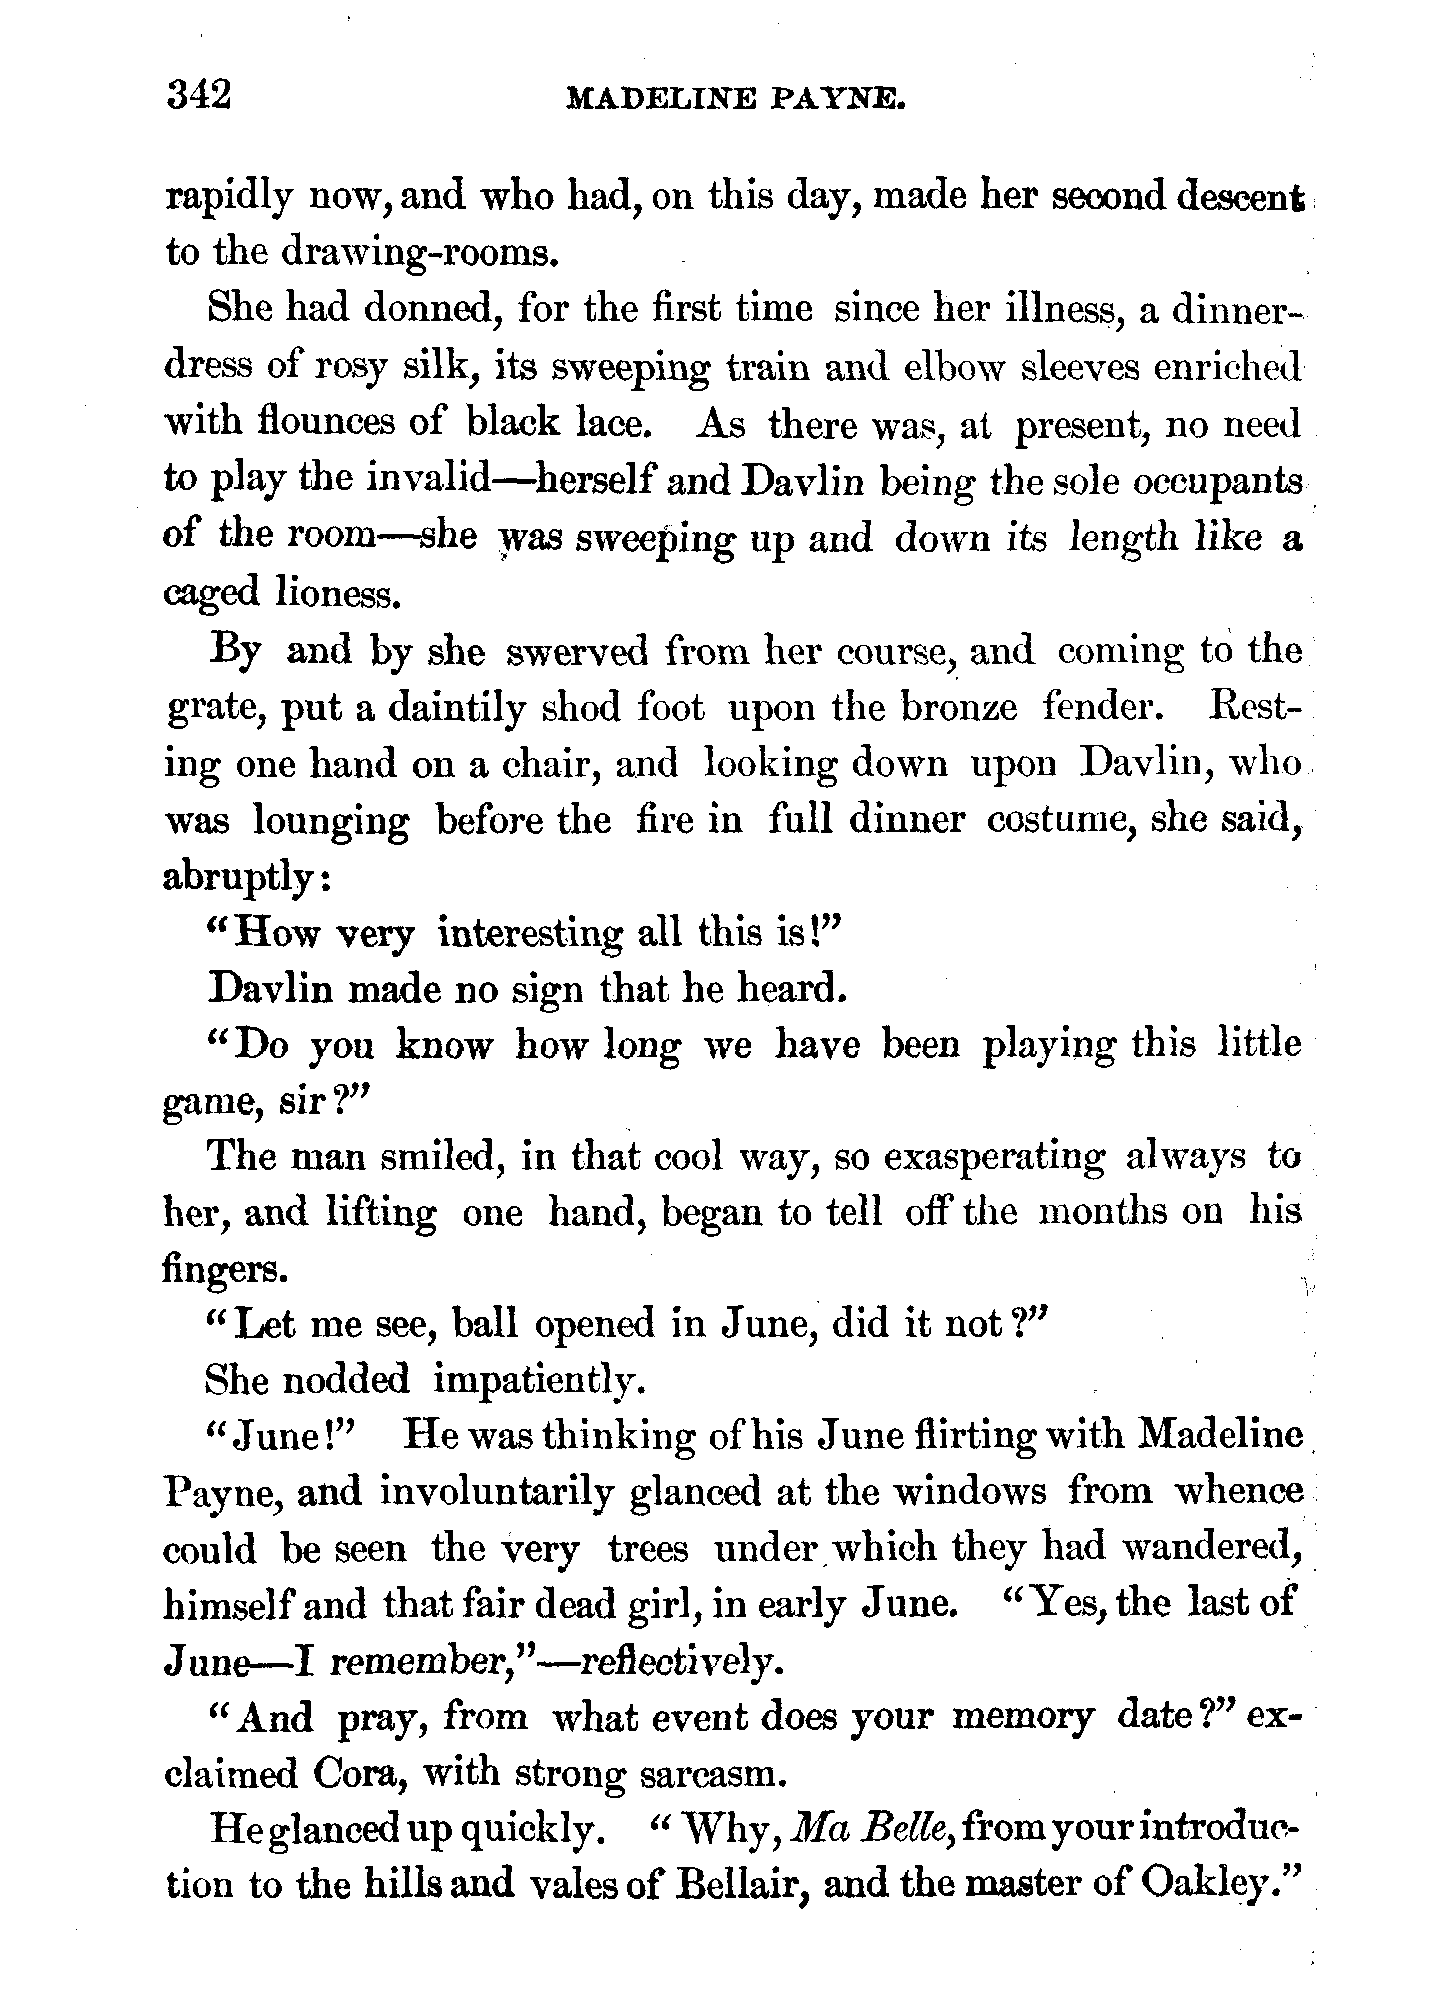 342 MADELINE PAYNE.
rapidly now, and who had, on this day, made her second descent
to the drawing-rooms.
She had donned, for the first time since her illness, a dinner-
dress of rosy silk, its sweeping train and elbow sleeves enriched
with flounces of black lace. As there was, at present, no need
to play the invalid—herself and Davlin being the sole occupants
of the room—she was sweeping up and down its length like a
caged lioness.
By and by she swerved from her course, and coming to the
grate, put a daintily shod foot upon the bronze fender. Rest-
ing one hand on a chair, and looking down upon Davlin, who
was lounging before the fire in full dinner costume, she said,
abruptly:
"How very interesting all this is!"
Davlin made no sign that he heard.
"Do you know how long we have been playing this little
game, sir?"
The man smiled, in that cool way, so exasperating always to
her, and lifting one hand, began to tell off the months on his
fingers.
"Let me see, ball opened in June, did it not?"
She nodded impatiently.
"June!" He was thinking of his June flirting with Madeline
Payne, and involuntarily glanced at the windows from whence
could be seen the very trees under which they had wandered,
himself and that fair dead girl, in early June. "Yes, the last of
June—I remember,"—reflectively.
"And pray, from what event does your memory date?" ex-
claimed Cora, with strong sarcasm.
He glanced up quickly. "Why, Ma Belle, from your introduc-
tion to the hills and vales of Bellair, and the master of Oakley."